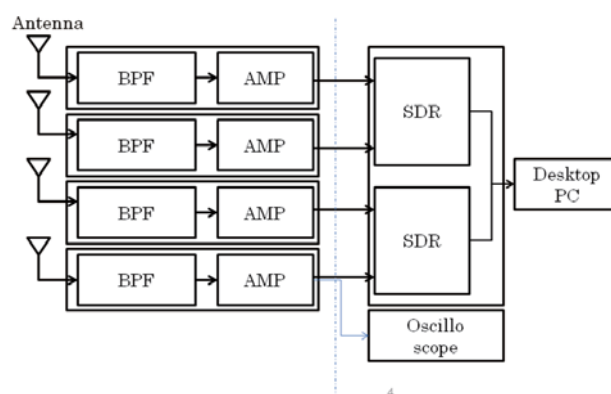 Antenna
BPF
AMP
BPF
AMP
BPF
AMP
BPF
AMP
SDR
SDR
Desktop
PC
Oscillo
scope
4